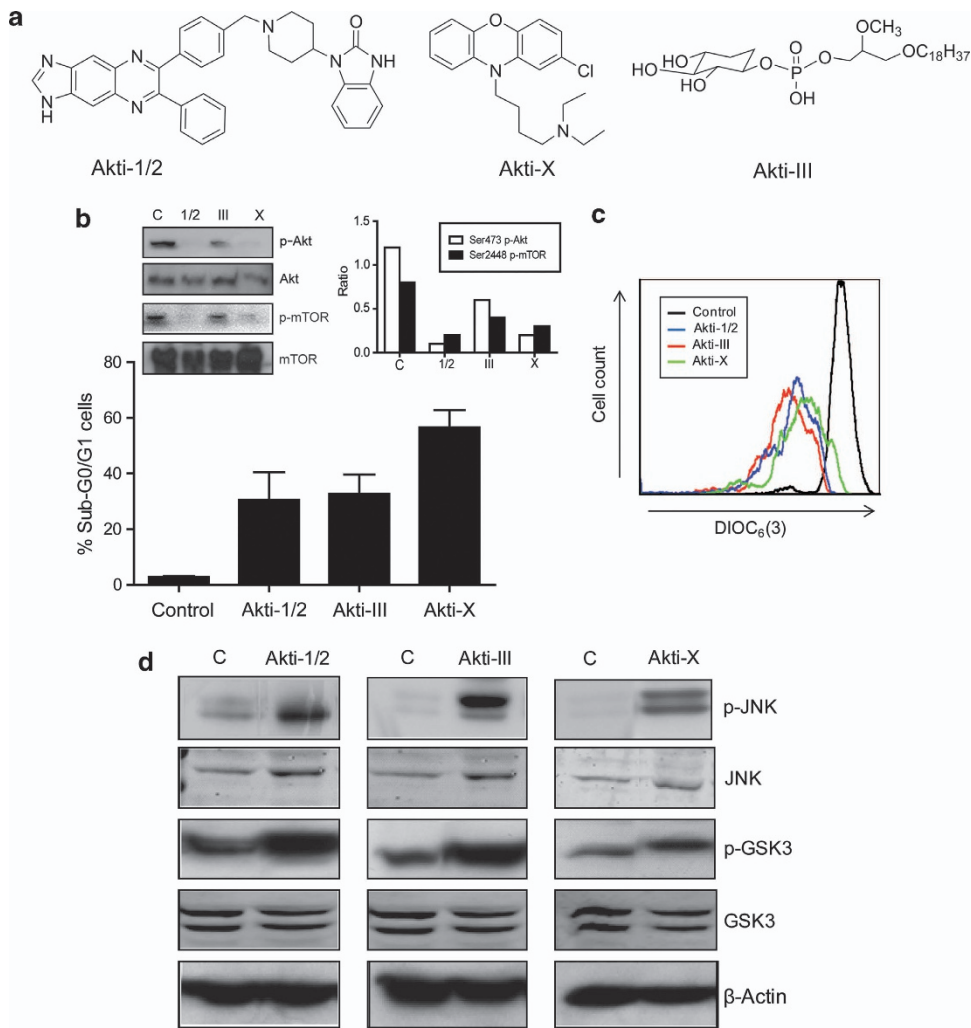 a
O
N
N
N
N
H
N
N
O
NH
Akti-1/2
O
N
Cl
N
Akti-X
HO
HO
HO
O
O
P
OH
O
OCH3
OC18H37
Akti-III
b
C 1/2 III X
p-Akt
Akt
p-mTOR
mTOR
1.5
1.0
0.5
0.0
Ratio
Ser473 p-Akt
Ser2448 p-mTOR
C 1/2 III X
80
60
40
20
0
% Sub-G0/G1 cells
Control Akti-1/2 Akti-III Akti-X
c
Control
Akti-1/2
Akti-III
Akti-X
Cell count
DIOC6(3)
d
C Akti-1/2 C Akti-III C Akti-X
p-JNK
JNK
p-GSK3
GSK3
β-Actin